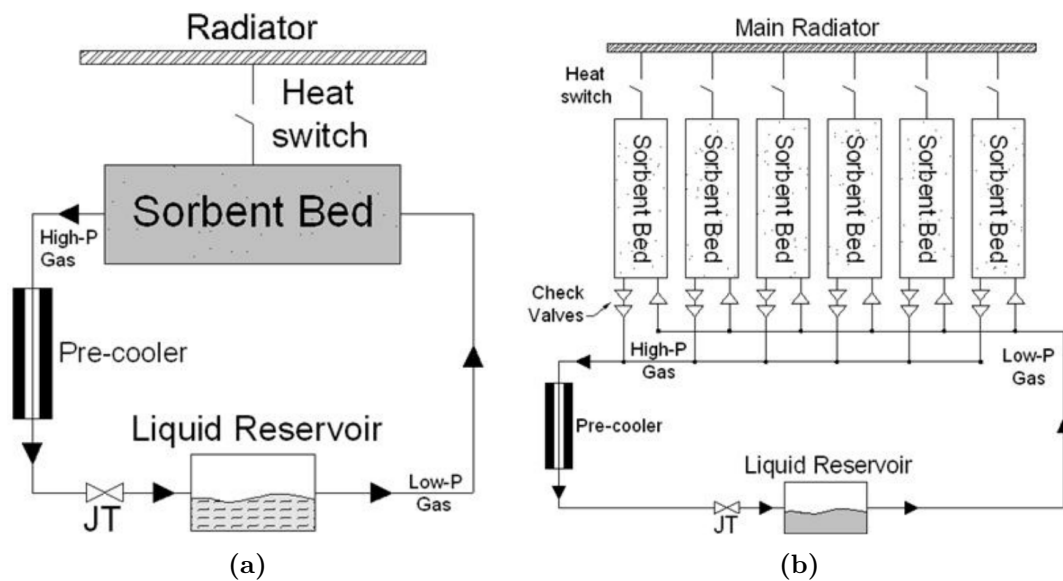 Radiator
Heat
switch
Sorbent Bed
High-P
Gas
Pre-cooler
Liquid Reservoir
JT
Low-P
Gas
(a)
Main Radiator
Heat
switch
Sorbent Bed
Sorbent Bed
Sorbent Bed
Sorbent Bed
Sorbent Bed
Sorbent Bed
Check
Valves
High-P
Gas
Low-P
Gas
Pre-cooler
Liquid Reservoir
JT
(b)